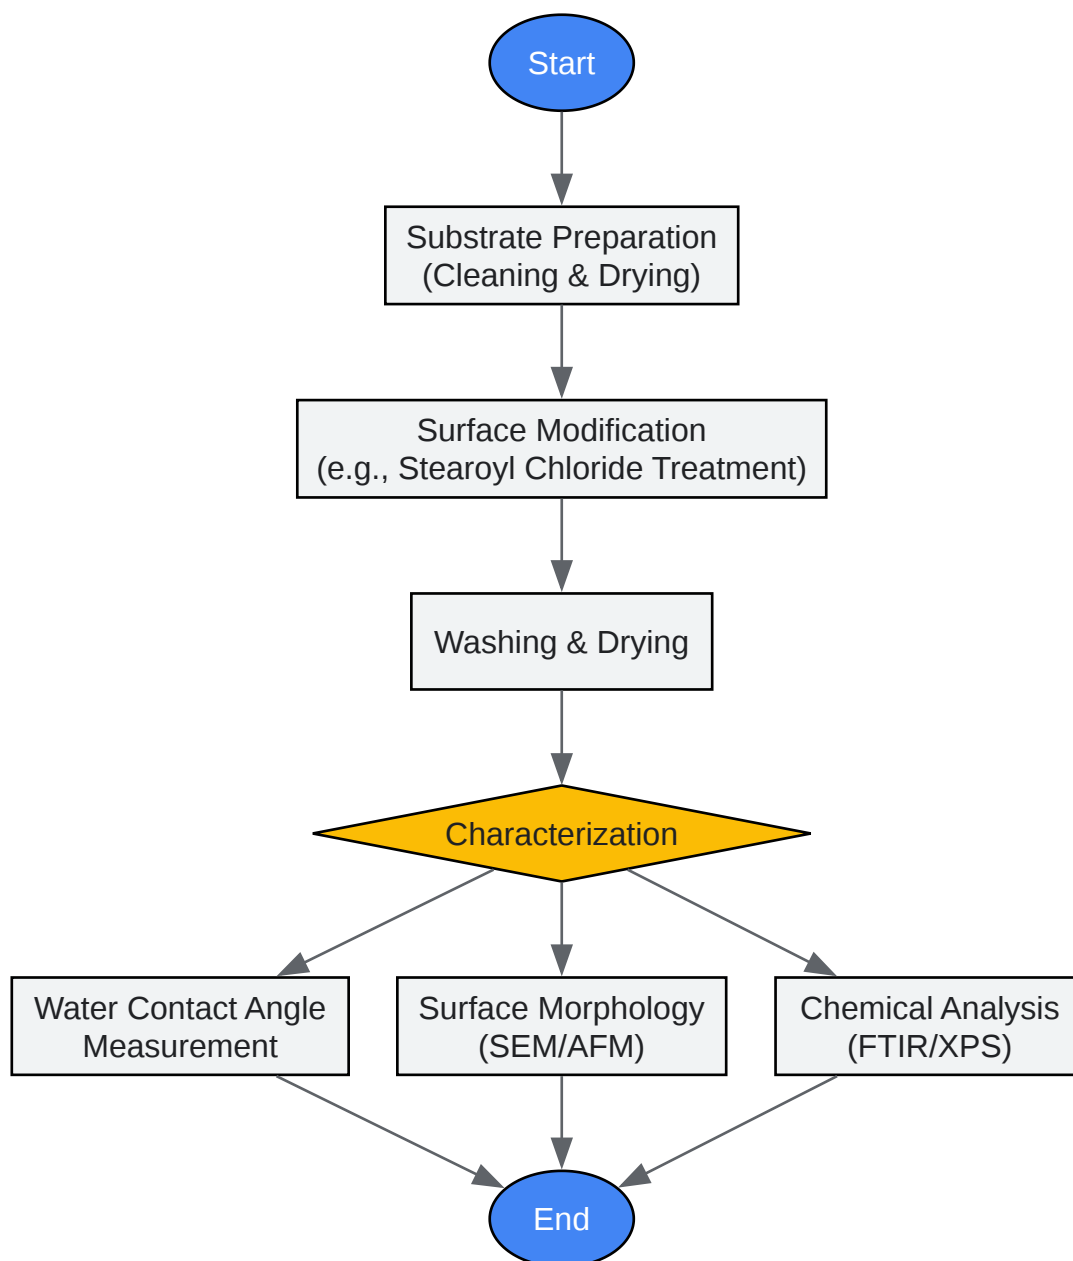 Start
Substrate Preparation
(Cleaning & Drying)
Surface Modification
(e.g., Stearoyl Chloride Treatment)
Washing & Drying
Characterization
Water Contact Angle
Measurement
Surface Morphology
(SEM/AFM)
Chemical Analysis
(FTIR/XPS)
End